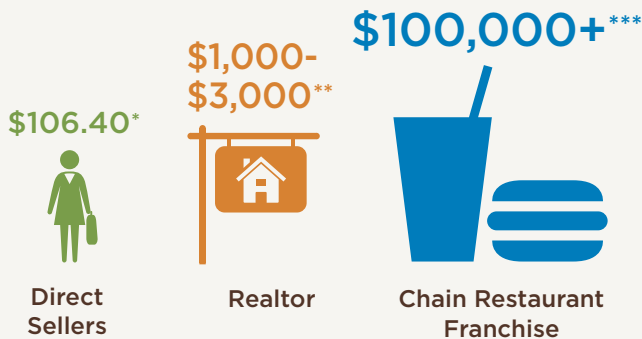 $106.40*
Direct
Sellers
$1,000-
$3,000**
Realtor
$100,000+***
Chain Restaurant
Franchise